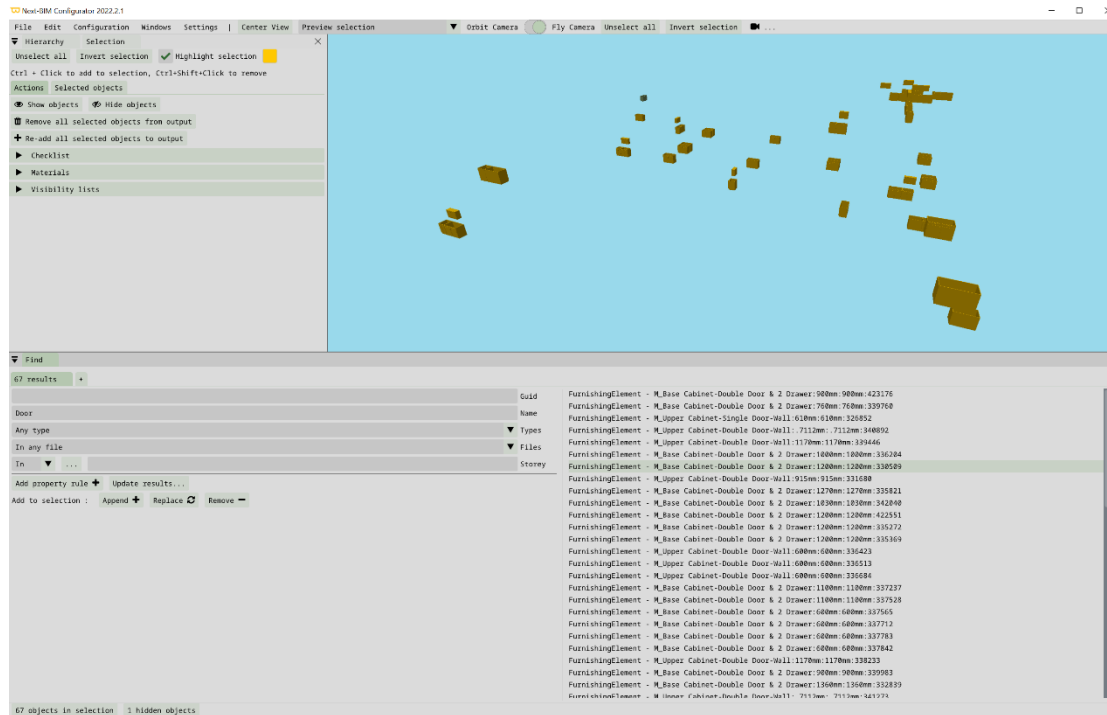 Next-BIM Configurator 2022.2.1
File Edit Configuration Windows Settings | Center View Preview selection Orbit Camera Fly Camera Unselect all Invert selection ...
Hierarchy Selection
Unselect all Invert selection Highlight selection
Ctrl + Click to add to selection, Ctrl+Shift+Click to remove
Actions Selected objects
Show objects Hide objects
Remove all selected objects from output
Re-add all selected objects to output
Checklist
Materials
Visibility lists
Find
67 results +
Guid
Door Name
Any type Types
In any file Files
In ... Storey
Add property rule + Update results...
Add to selection : Append + Replace Remove −
FurnishingElement - M_Base Cabinet-Double Door & 2 Drawer:900mm:900mm:423176
FurnishingElement - M_Base Cabinet-Double Door & 2 Drawer:760mm:760mm:339760
FurnishingElement - M_Upper Cabinet-Single Door-Wall:610mm:610mm:326852
FurnishingElement - M_Upper Cabinet-Double Door-Wall:.7112mm:.7112mm:340892
FurnishingElement - M_Upper Cabinet-Double Door-Wall:1170mm:1170mm:339446
FurnishingElement - M_Base Cabinet-Double Door & 2 Drawer:1000mm:1000mm:336204
FurnishingElement - M_Base Cabinet-Double Door & 2 Drawer:1200mm:1200mm:330509
FurnishingElement - M_Upper Cabinet-Double Door-Wall:915mm:915mm:331680
FurnishingElement - M_Base Cabinet-Double Door & 2 Drawer:1270mm:1270mm:335821
FurnishingElement - M_Base Cabinet-Double Door & 2 Drawer:1030mm:1030mm:342040
FurnishingElement - M_Base Cabinet-Double Door & 2 Drawer:1200mm:1200mm:422551
FurnishingElement - M_Base Cabinet-Double Door & 2 Drawer:1200mm:1200mm:335272
FurnishingElement - M_Base Cabinet-Double Door & 2 Drawer:1200mm:1200mm:335369
FurnishingElement - M_Upper Cabinet-Double Door-Wall:600mm:600mm:336423
FurnishingElement - M_Upper Cabinet-Double Door-Wall:600mm:600mm:336513
FurnishingElement - M_Upper Cabinet-Double Door-Wall:600mm:600mm:336684
FurnishingElement - M_Base Cabinet-Double Door & 2 Drawer:1100mm:1100mm:337237
FurnishingElement - M_Base Cabinet-Double Door & 2 Drawer:1100mm:1100mm:337528
FurnishingElement - M_Base Cabinet-Double Door & 2 Drawer:600mm:600mm:337565
FurnishingElement - M_Base Cabinet-Double Door & 2 Drawer:600mm:600mm:337712
FurnishingElement - M_Base Cabinet-Double Door & 2 Drawer:600mm:600mm:337783
FurnishingElement - M_Base Cabinet-Double Door & 2 Drawer:600mm:600mm:337842
FurnishingElement - M_Upper Cabinet-Double Door-Wall:1170mm:1170mm:338233
FurnishingElement - M_Base Cabinet-Double Door & 2 Drawer:900mm:900mm:339983
FurnishingElement - M_Base Cabinet-Double Door & 2 Drawer:1360mm:1360mm:332839
FurnishingElement - M_Upper Cabinet-Double Door-Wall:.7112mm:.7112mm:341273
67 objects in selection 1 hidden objects